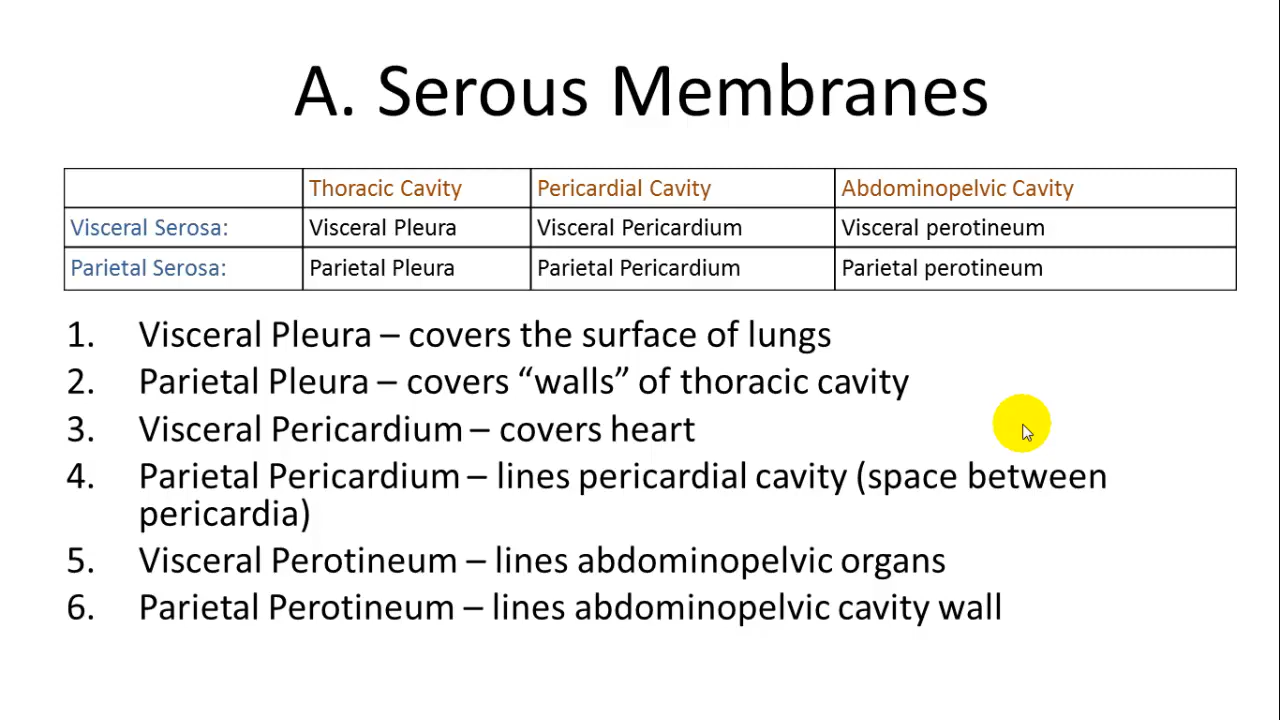 A. Serous Membranes
Thoracic Cavity Pericardial Cavity Abdominopelvic Cavity
Visceral Serosa: Visceral Pleura Visceral Pericardium Visceral perotineum
Parietal Serosa: Parietal Pleura Parietal Pericardium Parietal perotineum
1. Visceral Pleura – covers the surface of lungs
2. Parietal Pleura – covers “walls” of thoracic cavity
3. Visceral Pericardium – covers heart
4. Parietal Pericardium – lines pericardial cavity (space between
pericardia)
5. Visceral Perotineum – lines abdominopelvic organs
6. Parietal Perotineum – lines abdominopelvic cavity wall